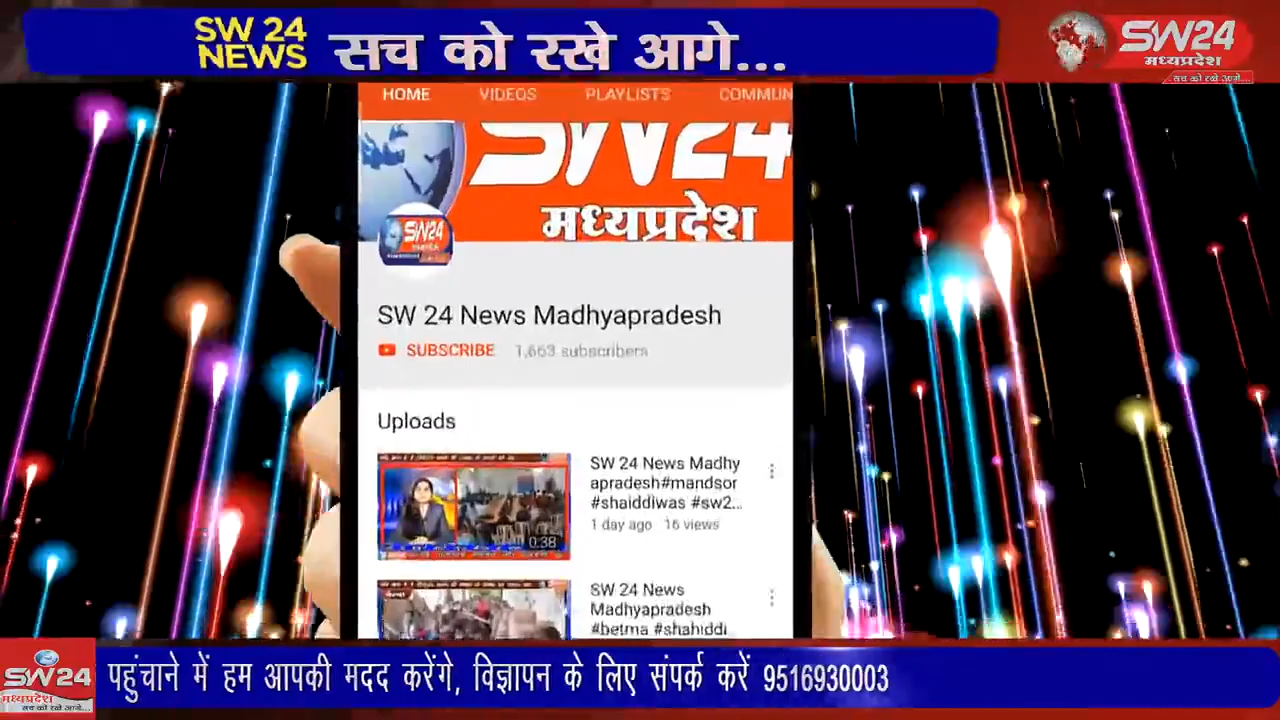 SW 24
NEWS
सच को रखे आगे...
SW24
मध्यप्रदेश
सच को रखे आगे...
HOME VIDEOS PLAYLISTS COMMUN
SW24
मध्यप्रदेश
SW24
SW 24 News Madhyapradesh
SUBSCRIBE 1,663 subscribers
Uploads
SW 24 News Madhy
apradesh#mandsor
#shaiddiwas #sw2...
1 day ago 16 views
0:38
SW 24 News
Madhyapradesh
#betma #shahiddi
SW24
मध्यप्रदेश
सच को रखे आगे...
पहुंचाने में हम आपकी मदद करेंगे, विज्ञापन के लिए संपर्क करें 9516930003